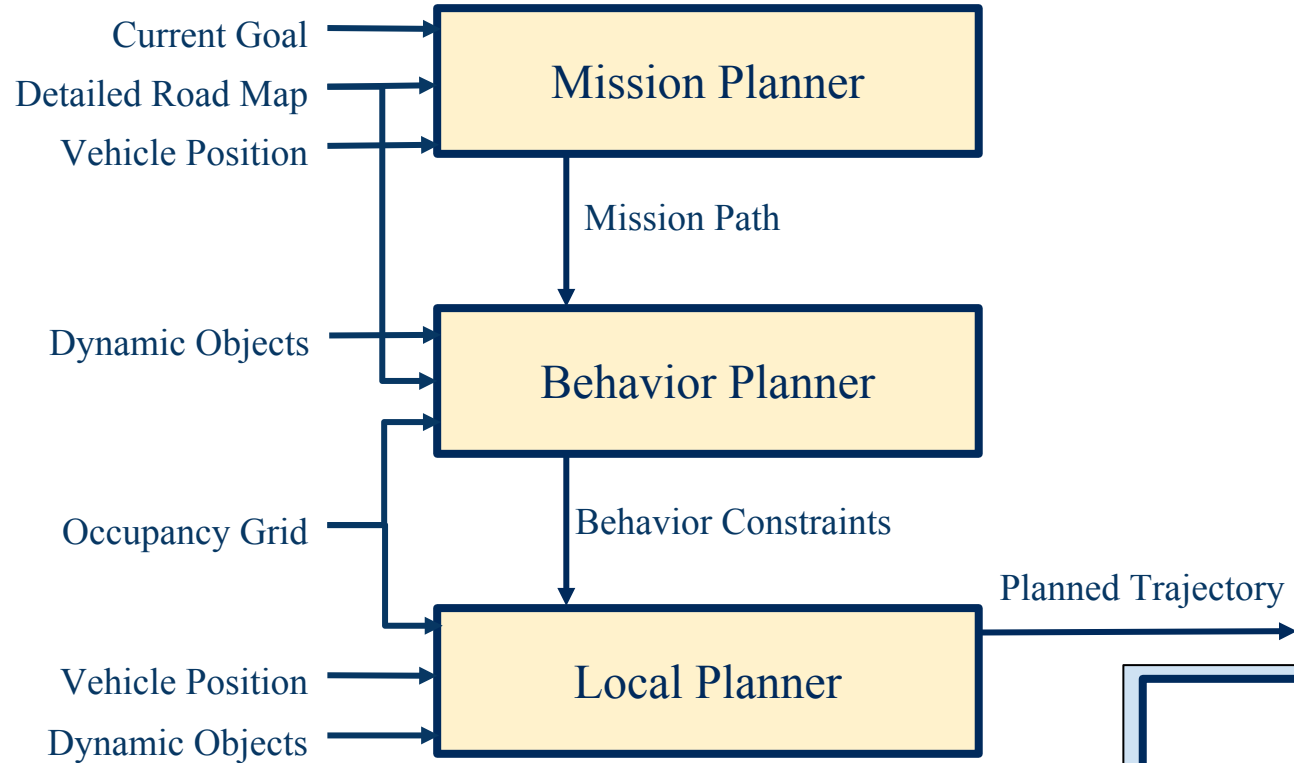 Current Goal
Detailed Road Map
Vehicle Position
Mission Planner
Mission Path
Dynamic Objects
Behavior Planner
Occupancy Grid
Behavior Constraints
Planned Trajectory
Vehicle Position
Dynamic Objects
Local Planner